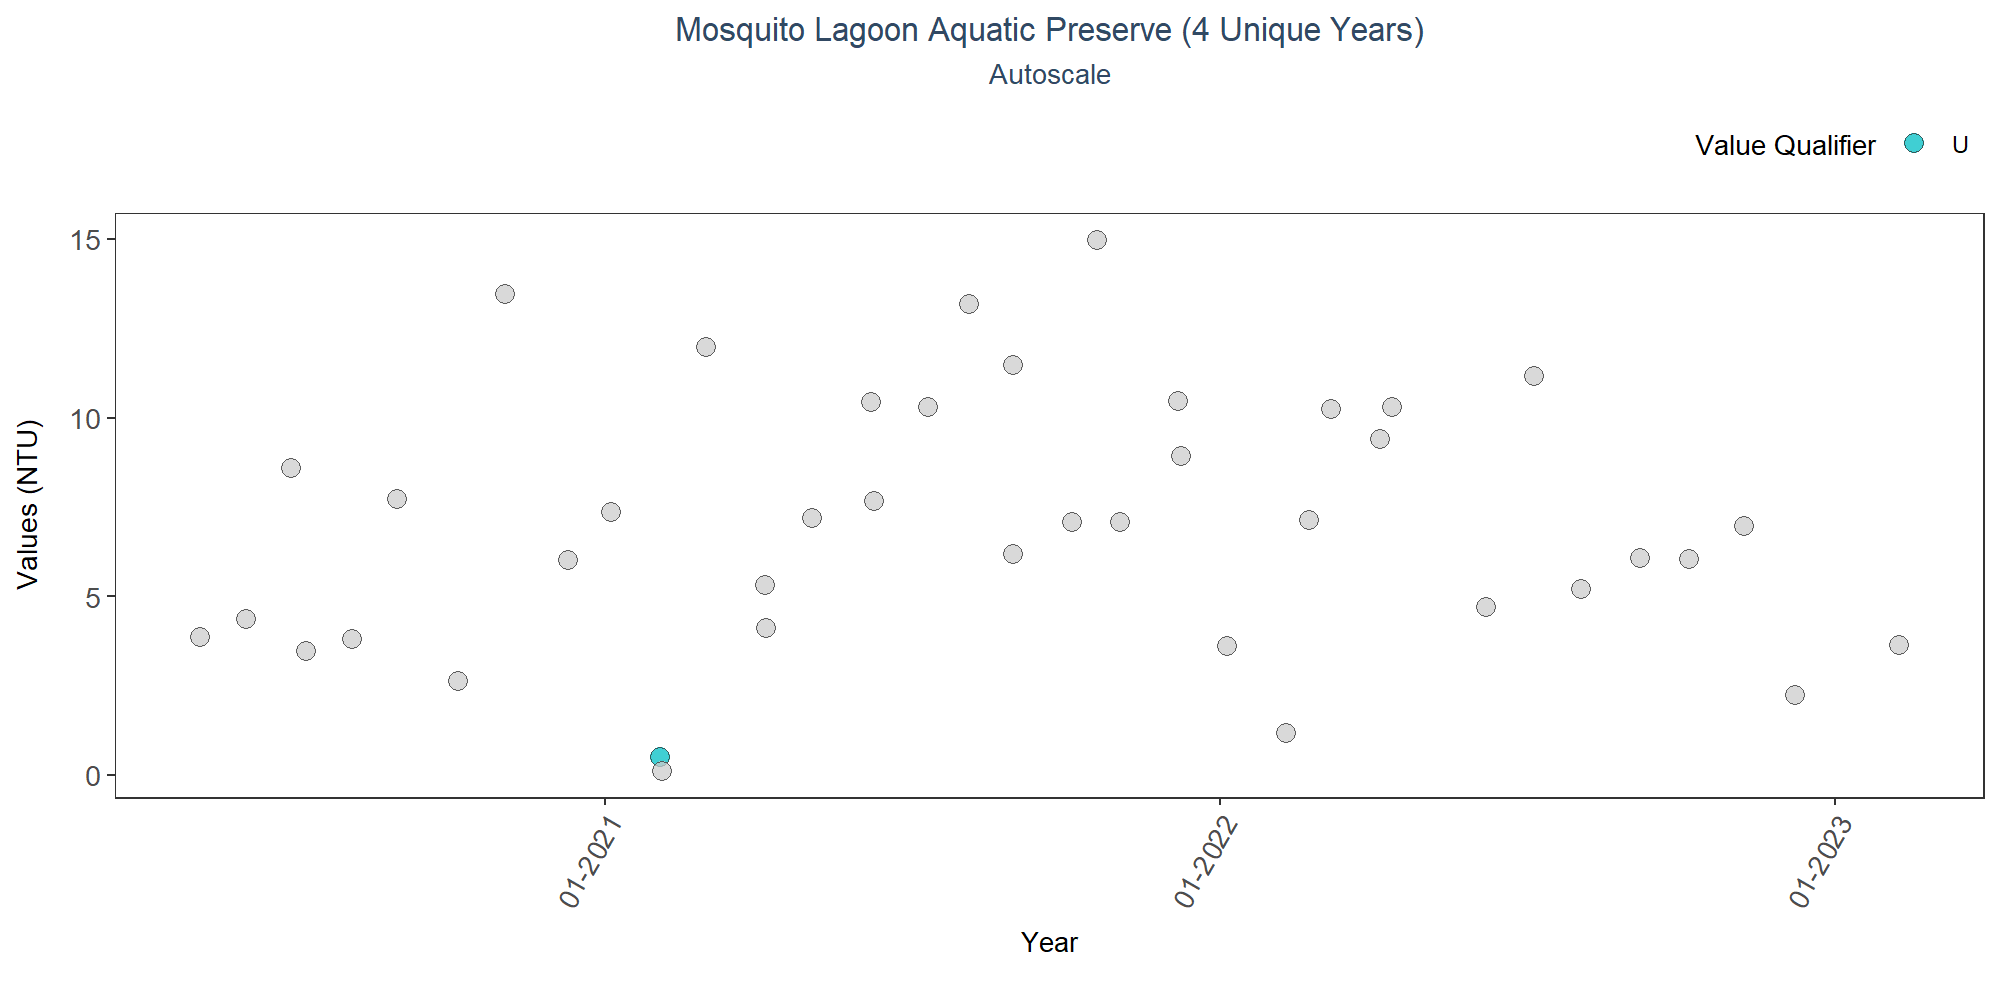 Mosquito Lagoon Aquatic Preserve (4 Unique Years)
Autoscale
Value Qualifier U
15
10
5
0
Values (NTU)
01-2021
01-2022
01-2023
Year